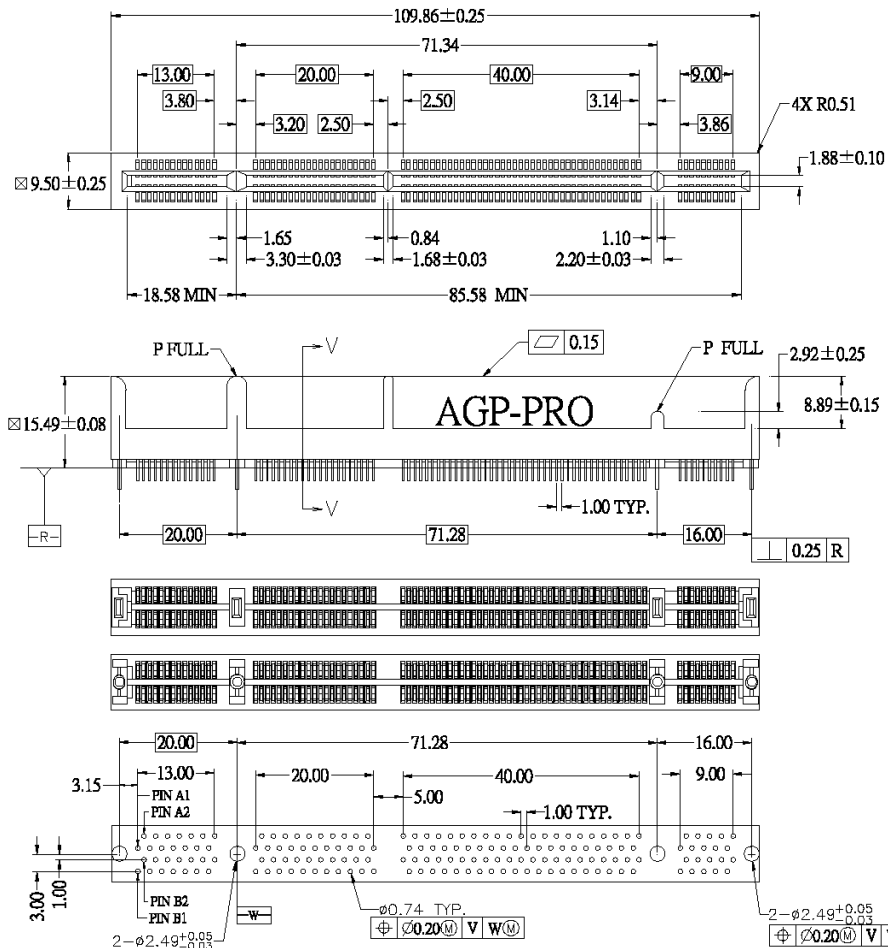 109.86±0.25
71.34
13.00 20.00 40.00 9.00
3.80 2.50 3.14
3.20 2.50 3.86
4X R0.51
9.50±0.25
1.88±0.10
1.65 0.84 1.10
3.30±0.03 1.68±0.03 2.20±0.03
18.58 MIN 85.58 MIN
P FULL V 0.15 P FULL
2.92±0.25
8.89±0.15
AGP-PRO
15.49±0.08
V 1.00 TYP.
-R-
20.00 71.28 16.00
0.25 R
20.00 71.28 16.00
3.15 13.00 20.00 40.00 9.00
PIN A1 5.00 1.00 TYP.
PIN A2
3.00 1.00
PIN B2
PIN B1
-W-
ø0.74 TYP.
Ø0.20Ⓜ V WⓂ
2-ø2.49+0.05 -0.03
2-ø2.49+0.05 -0.03
Ø0.20Ⓜ V